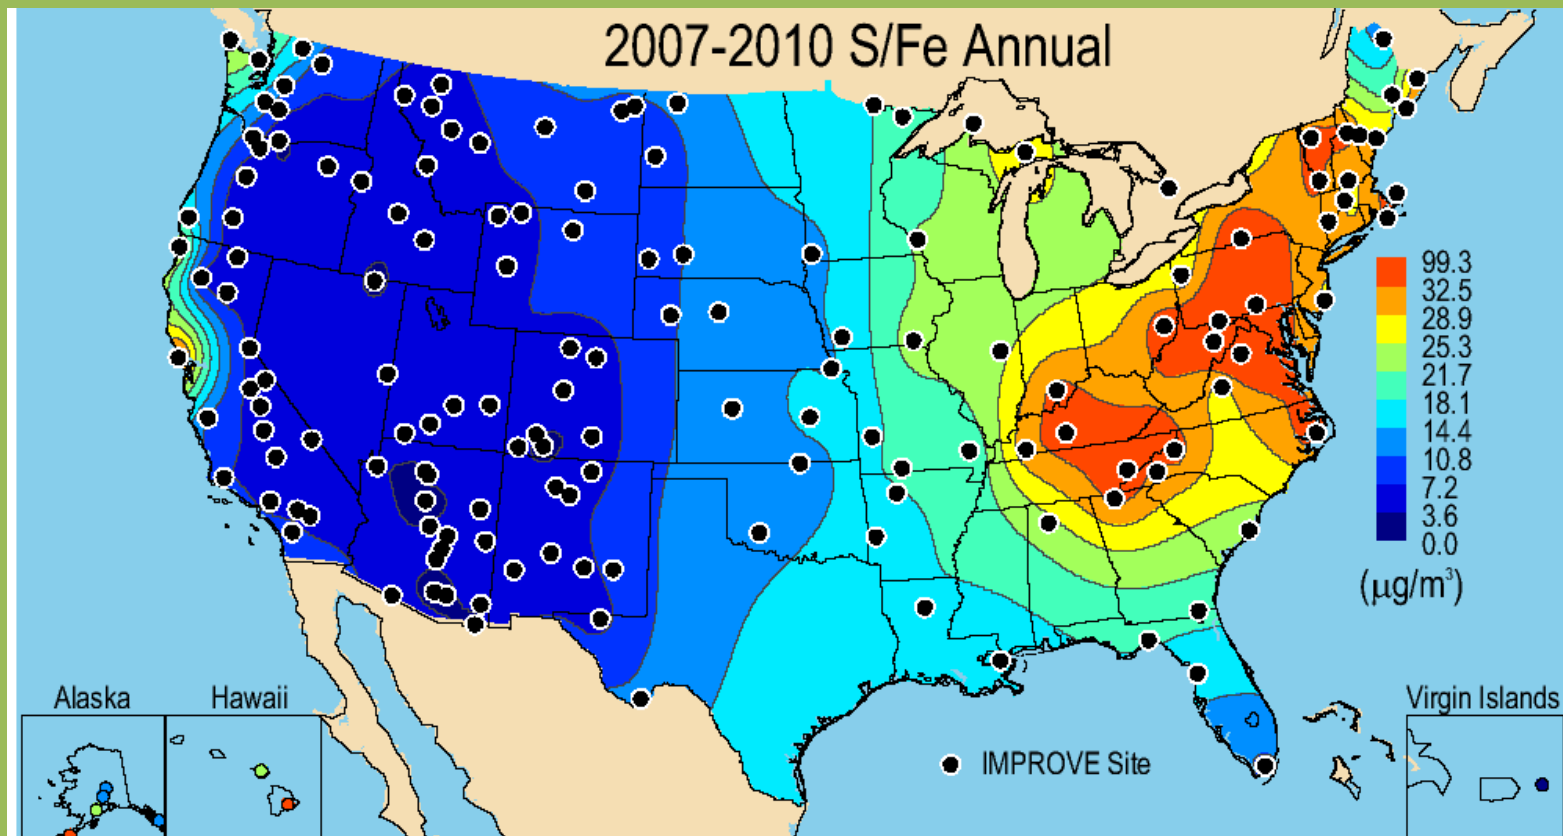 2007-2010 S/Fe Annual
99.3
32.5
28.9
25.3
21.7
18.1
14.4
10.8
7.2
3.6
0.0
(μg/m³)
Alaska
Hawaii
Virgin Islands
IMPROVE Site